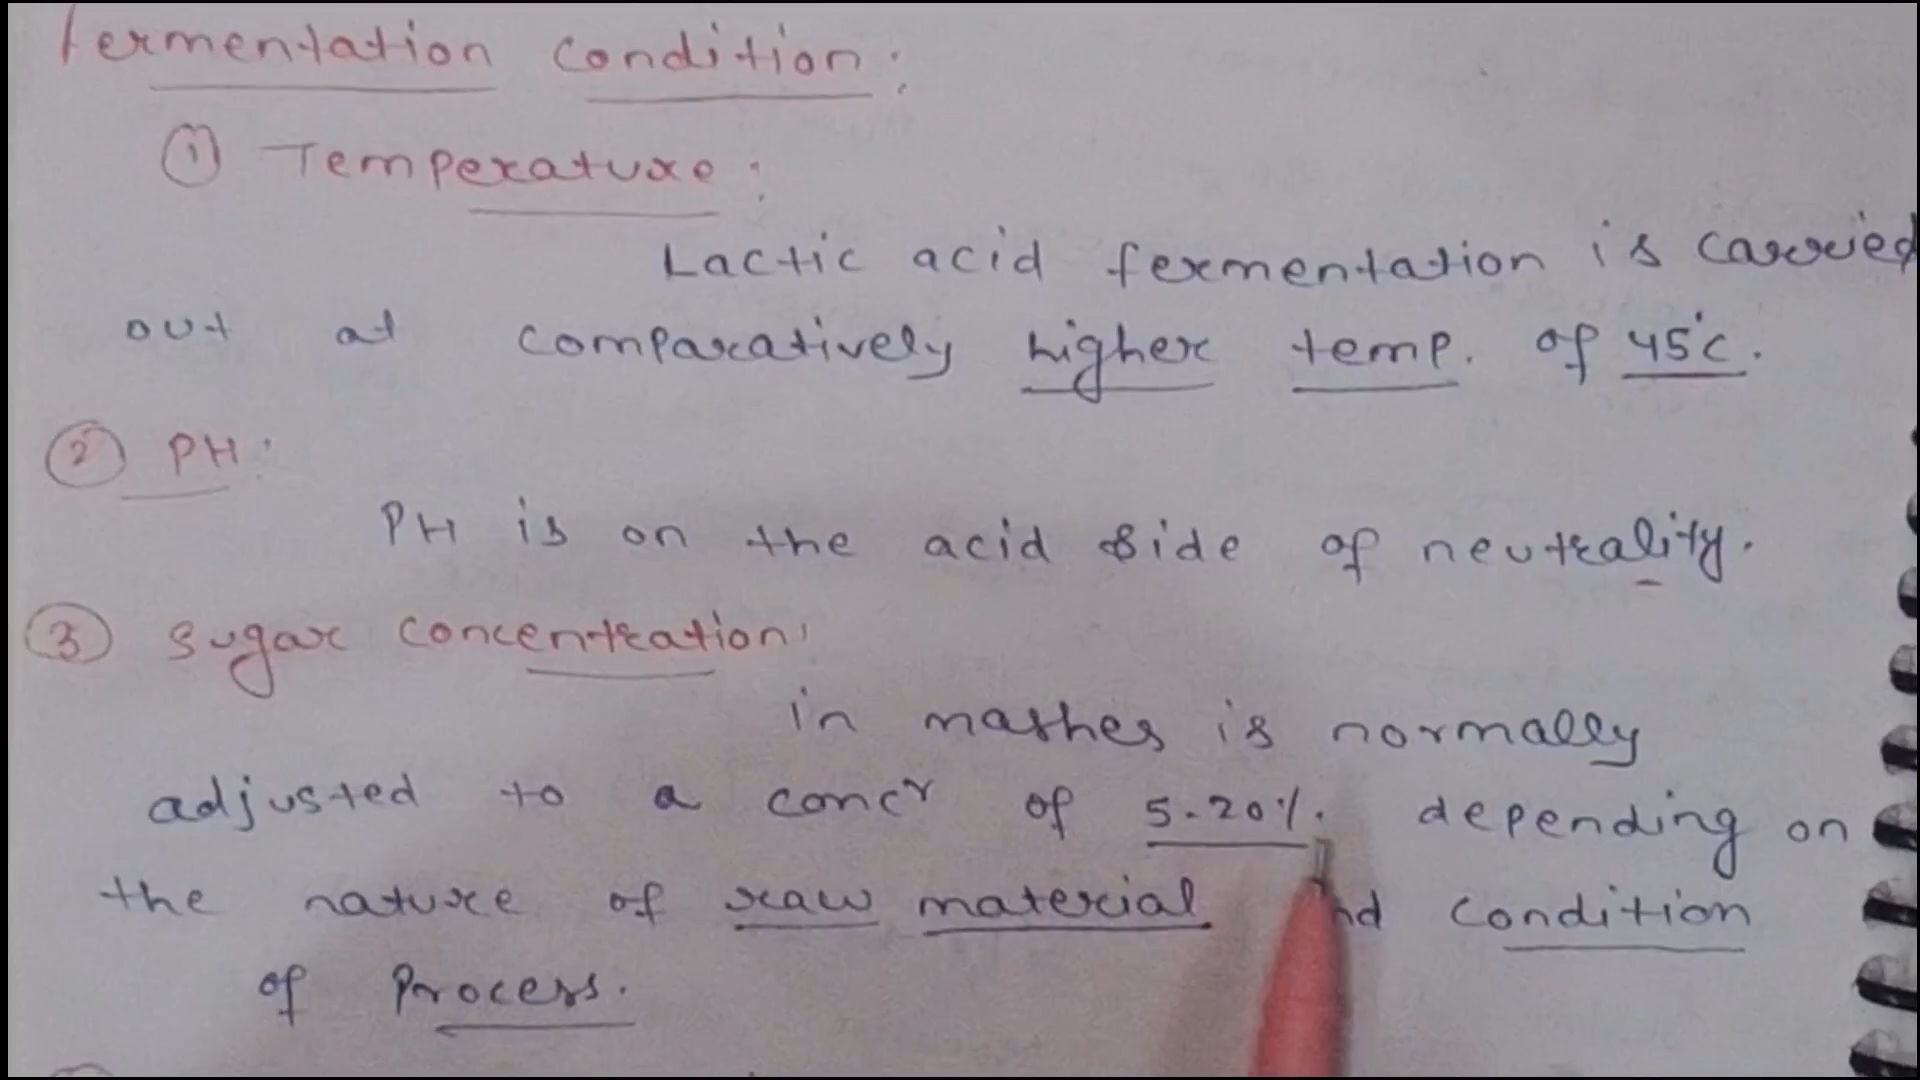 Fermentation Condition:
① Temperature:
Lactic acid fermentation is carried
out at comparatively higher temp. of 45°c.
② PH:
PH is on the acid side of neutrality.
③ Sugar concentration:
in mashes is normally
adjusted to a concr of 5-20%. depending on
the nature of raw material nd condition
of process.